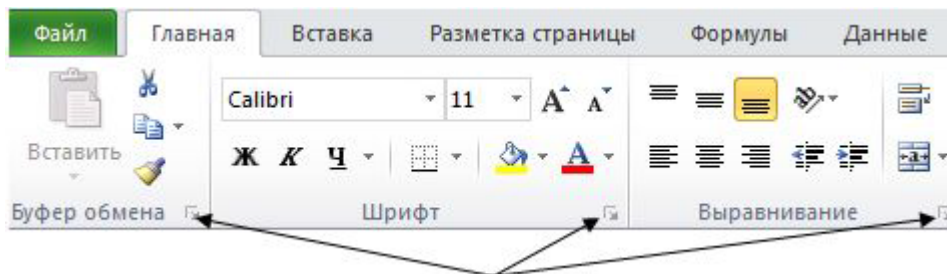 Файл Главная Вставка Разметка страницы Формулы Данные
Calibri 11 А А
Вставить Ж К Ч А
Буфер обмена Шрифт Выравнивание